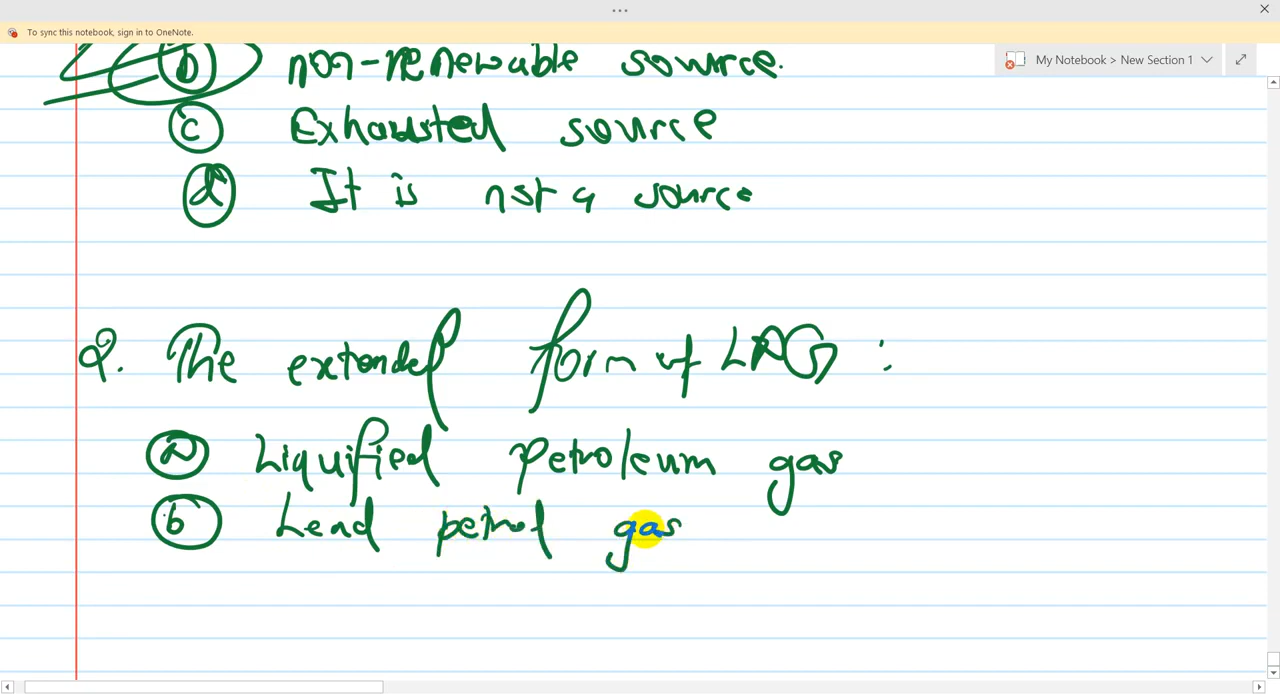 To sync this notebook, sign in to OneNote.
My Notebook > New Section 1
b non-renewable source.
c Exhausted source
d It is not a source
Q. The extended form of LPG :
a Liquified petroleum gas
b Lead petrol gas